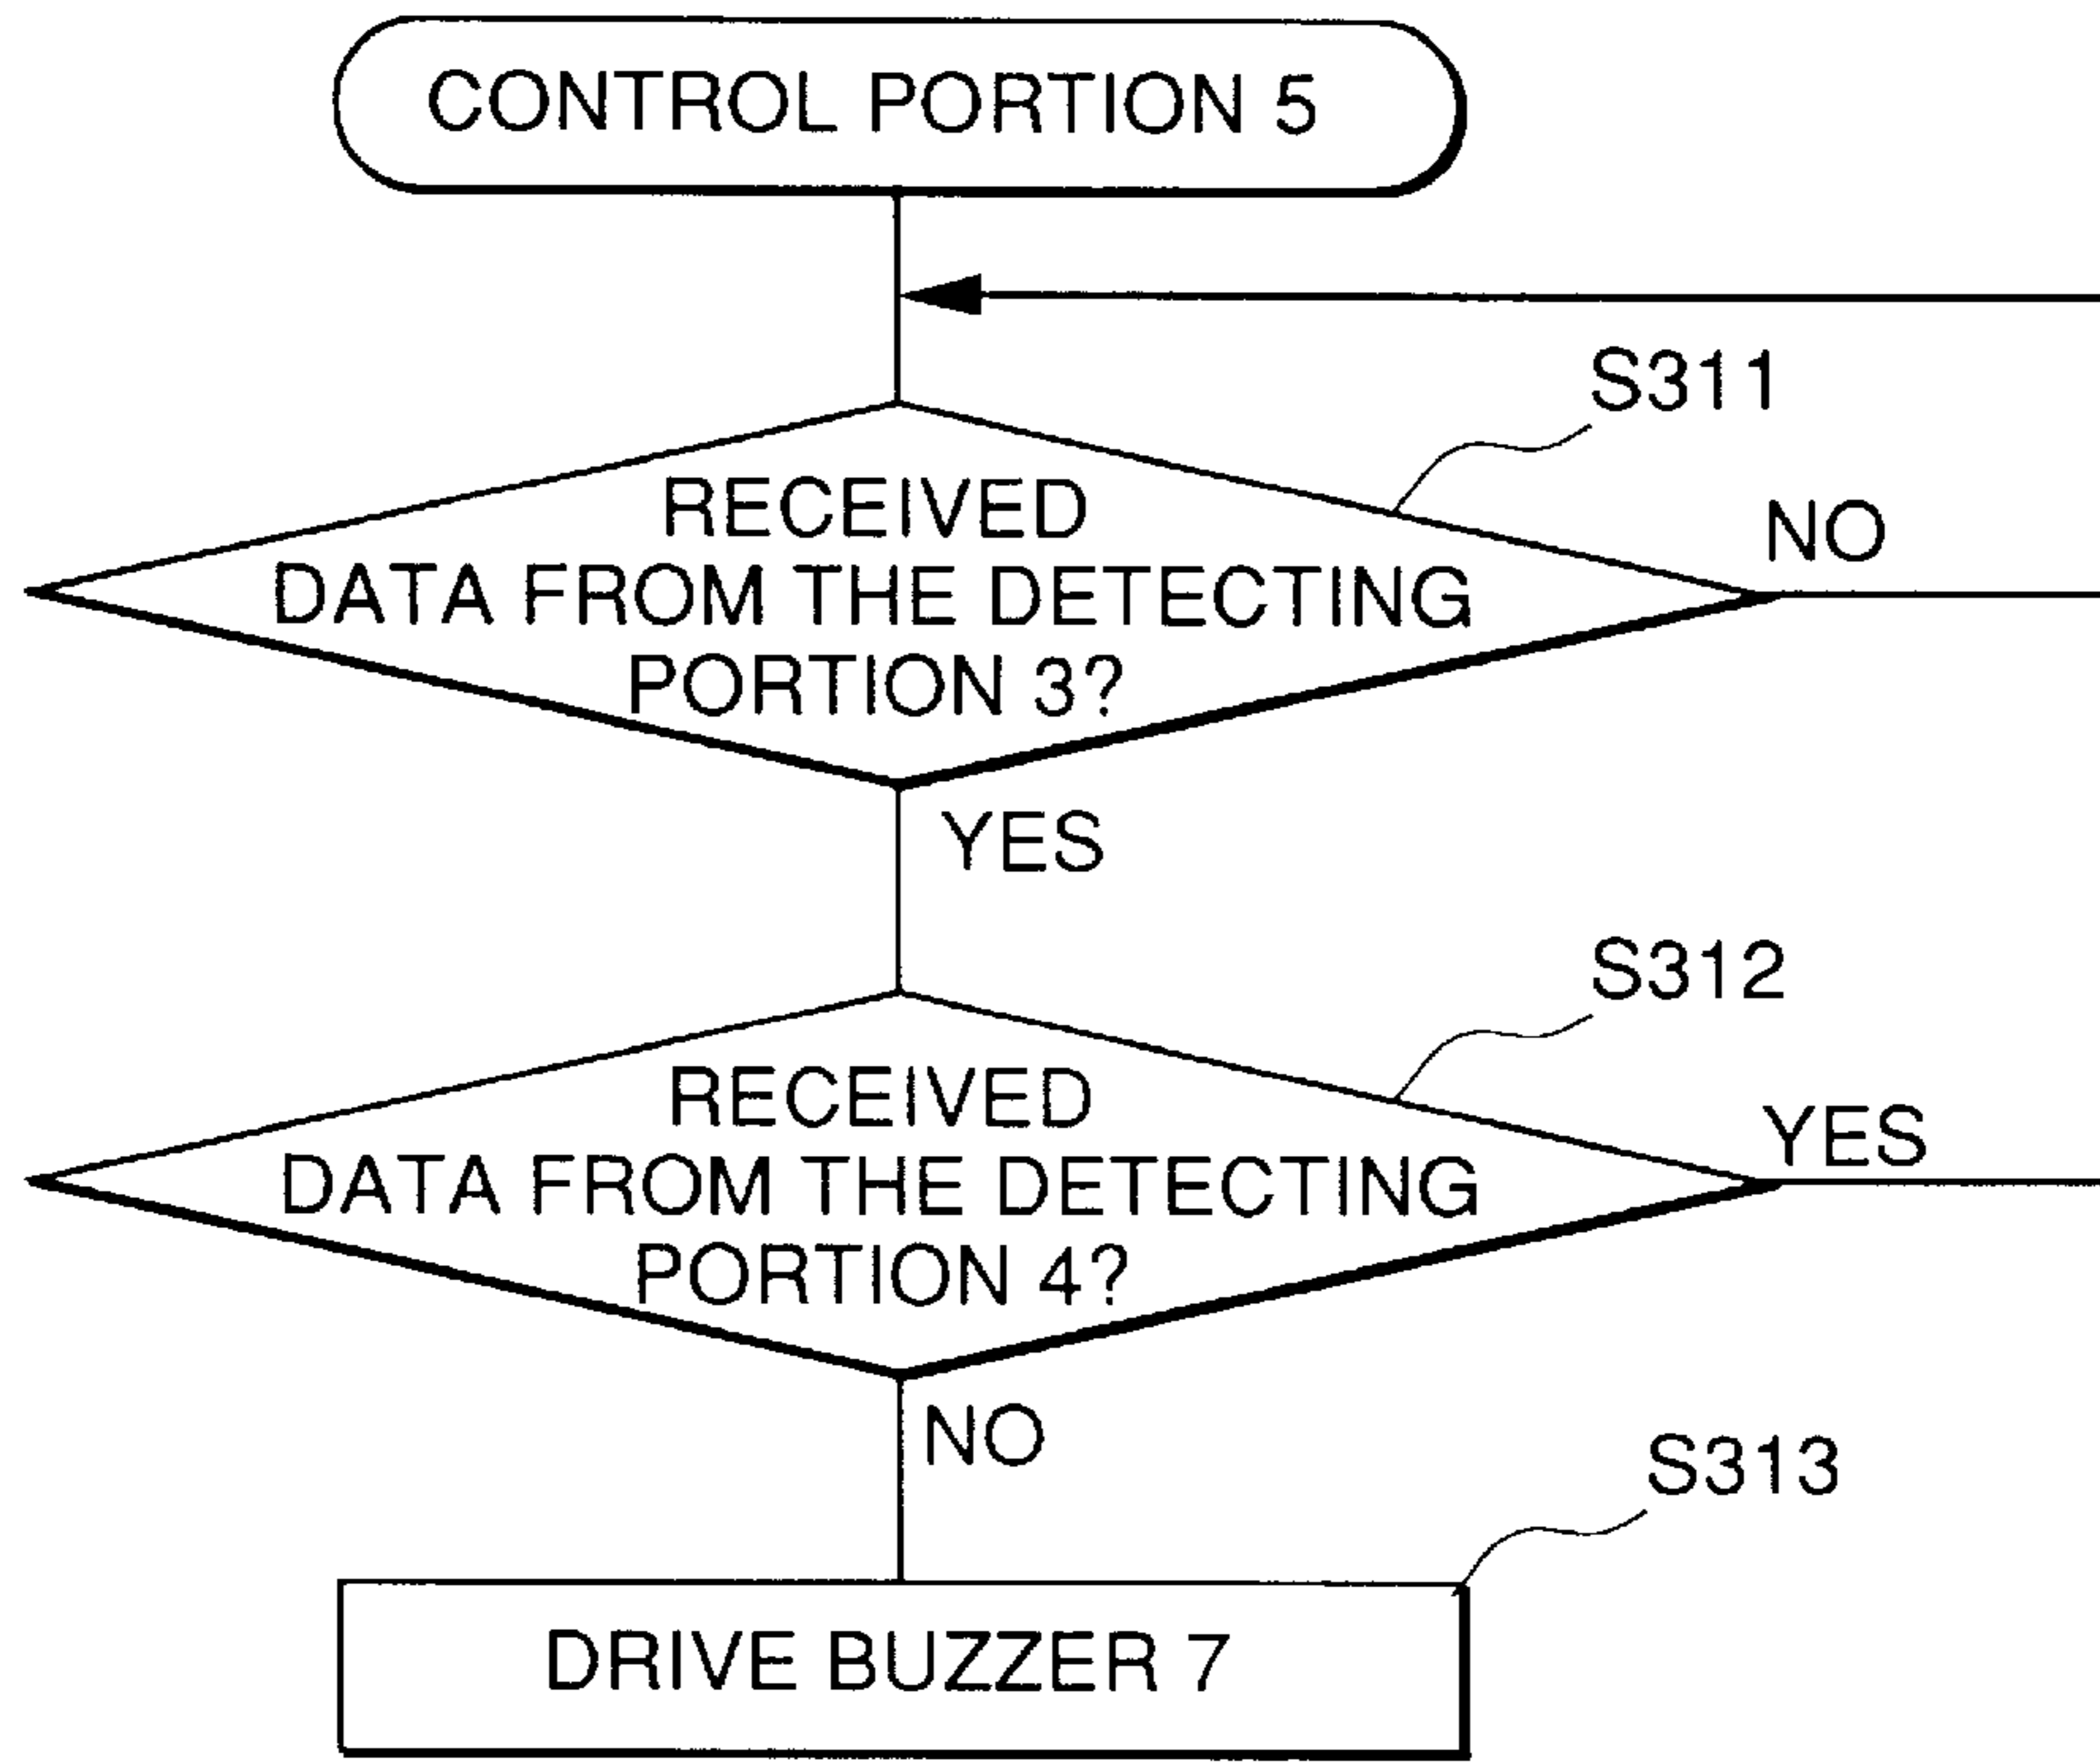 CONTROL PORTION 5
S311
RECEIVED
NO
DATA FROM THE DETECTING
PORTION 3?
YES
S312
RECEIVED
YES
DATA FROM THE DETECTING
PORTION 4?
NO
S313
DRIVE BUZZER 7